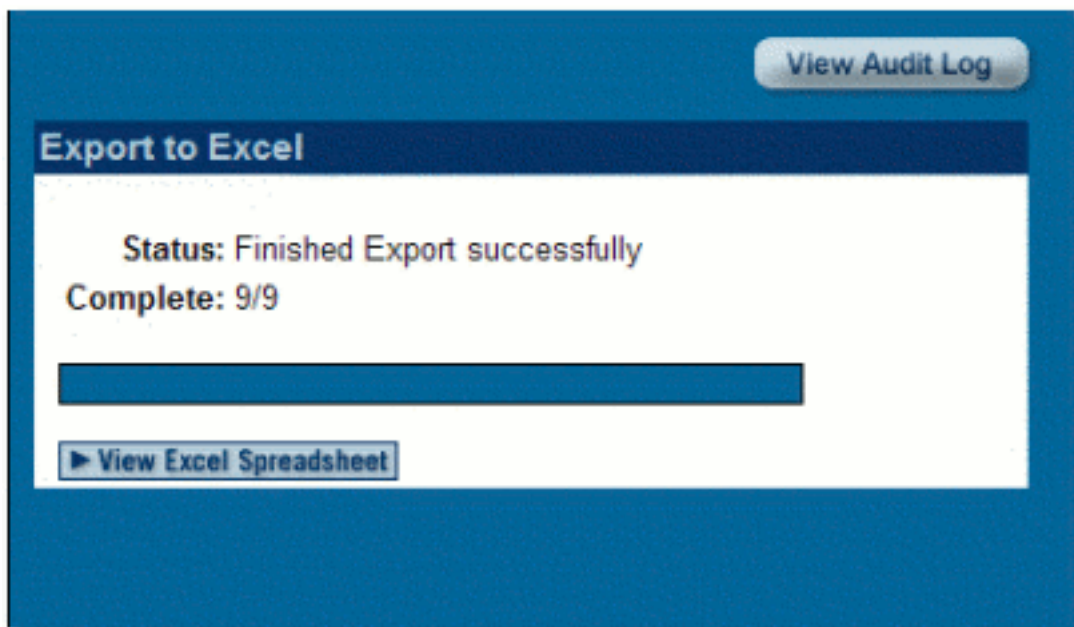 View Audit Log
Export to Excel
Status: Finished Export successfully
Complete: 9/9
View Excel Spreadsheet